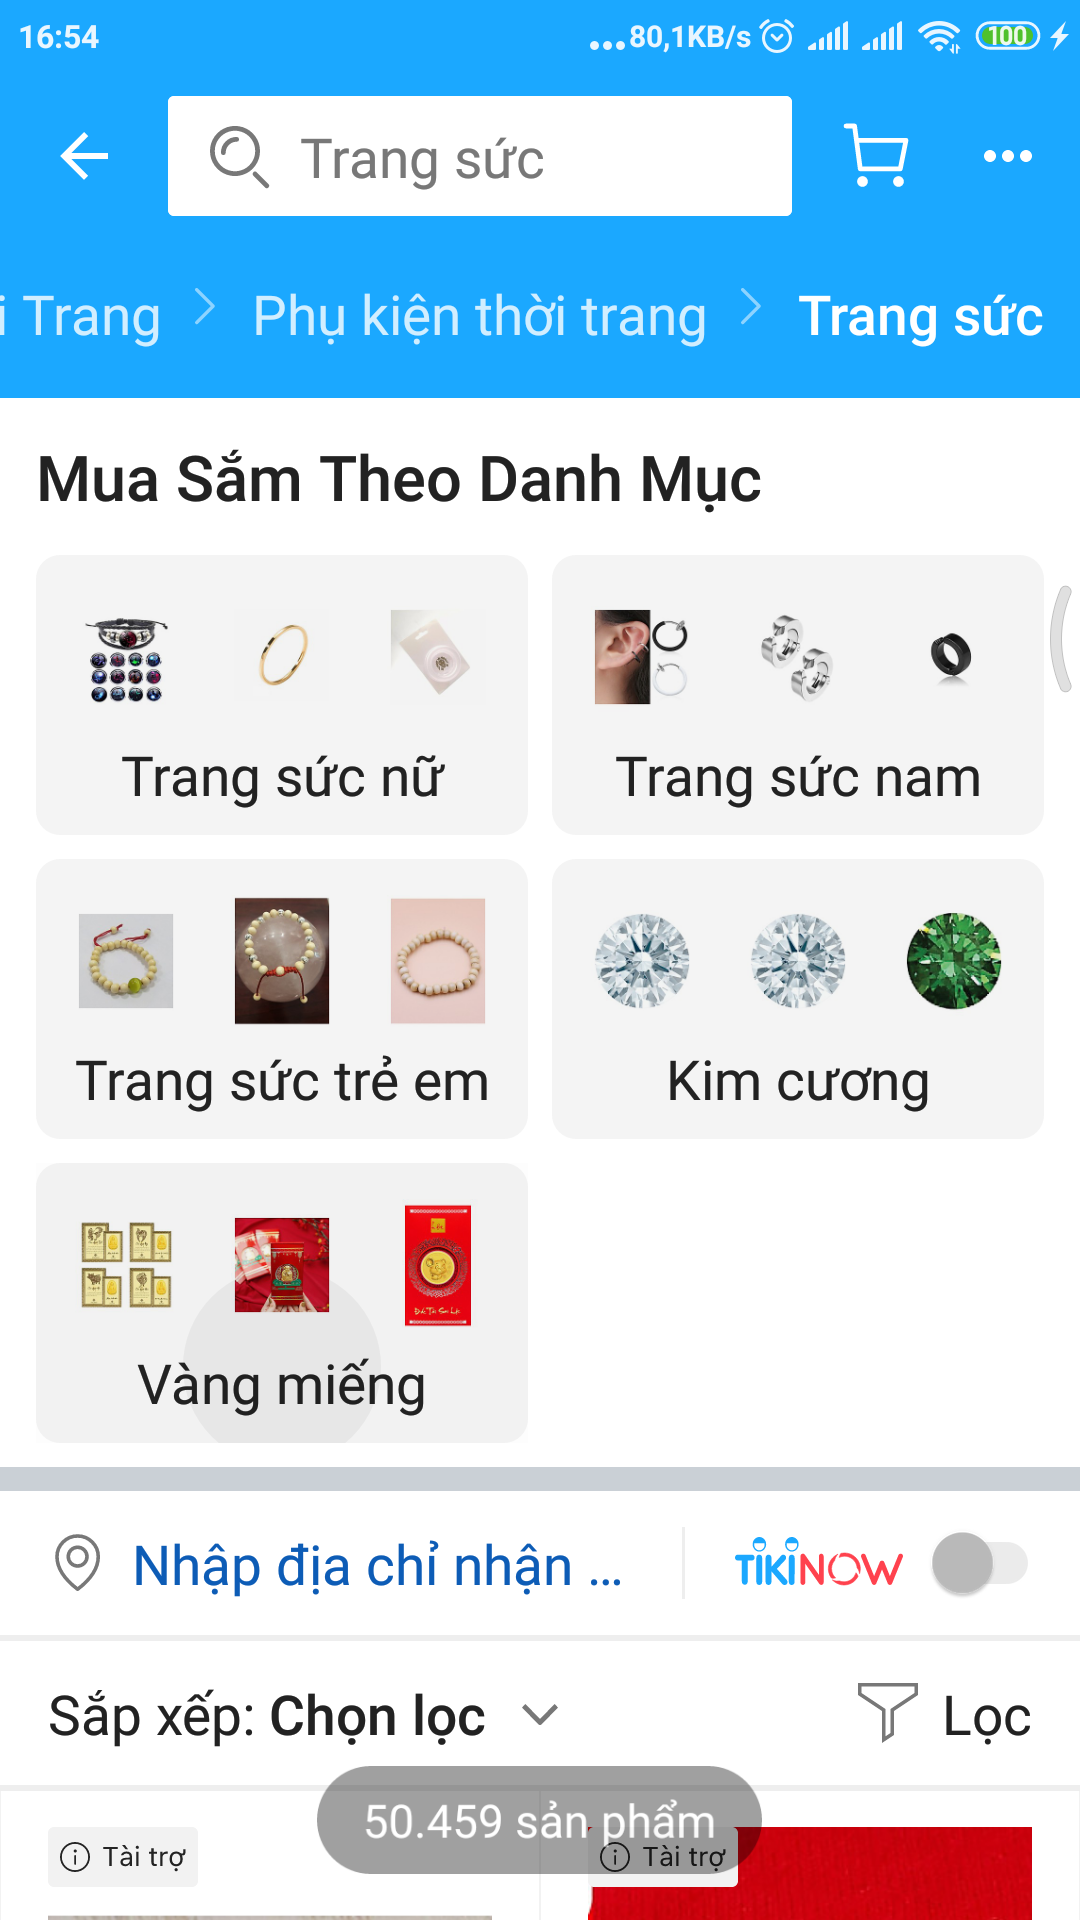 16:54
...80,1KB/s
100
Trang sức
i Trang
Phụ kiện thời trang
Trang sức
Mua Sắm Theo Danh Mục
Trang sức nữ
Trang sức nam
Trang sức trẻ em
Kim cương
Vàng miếng
Nhập địa chỉ nhận ...
TIKINOW
Sắp xếp: Chọn lọc
Lọc
50.459 sản phẩm
Tài trợ
Tài trợ